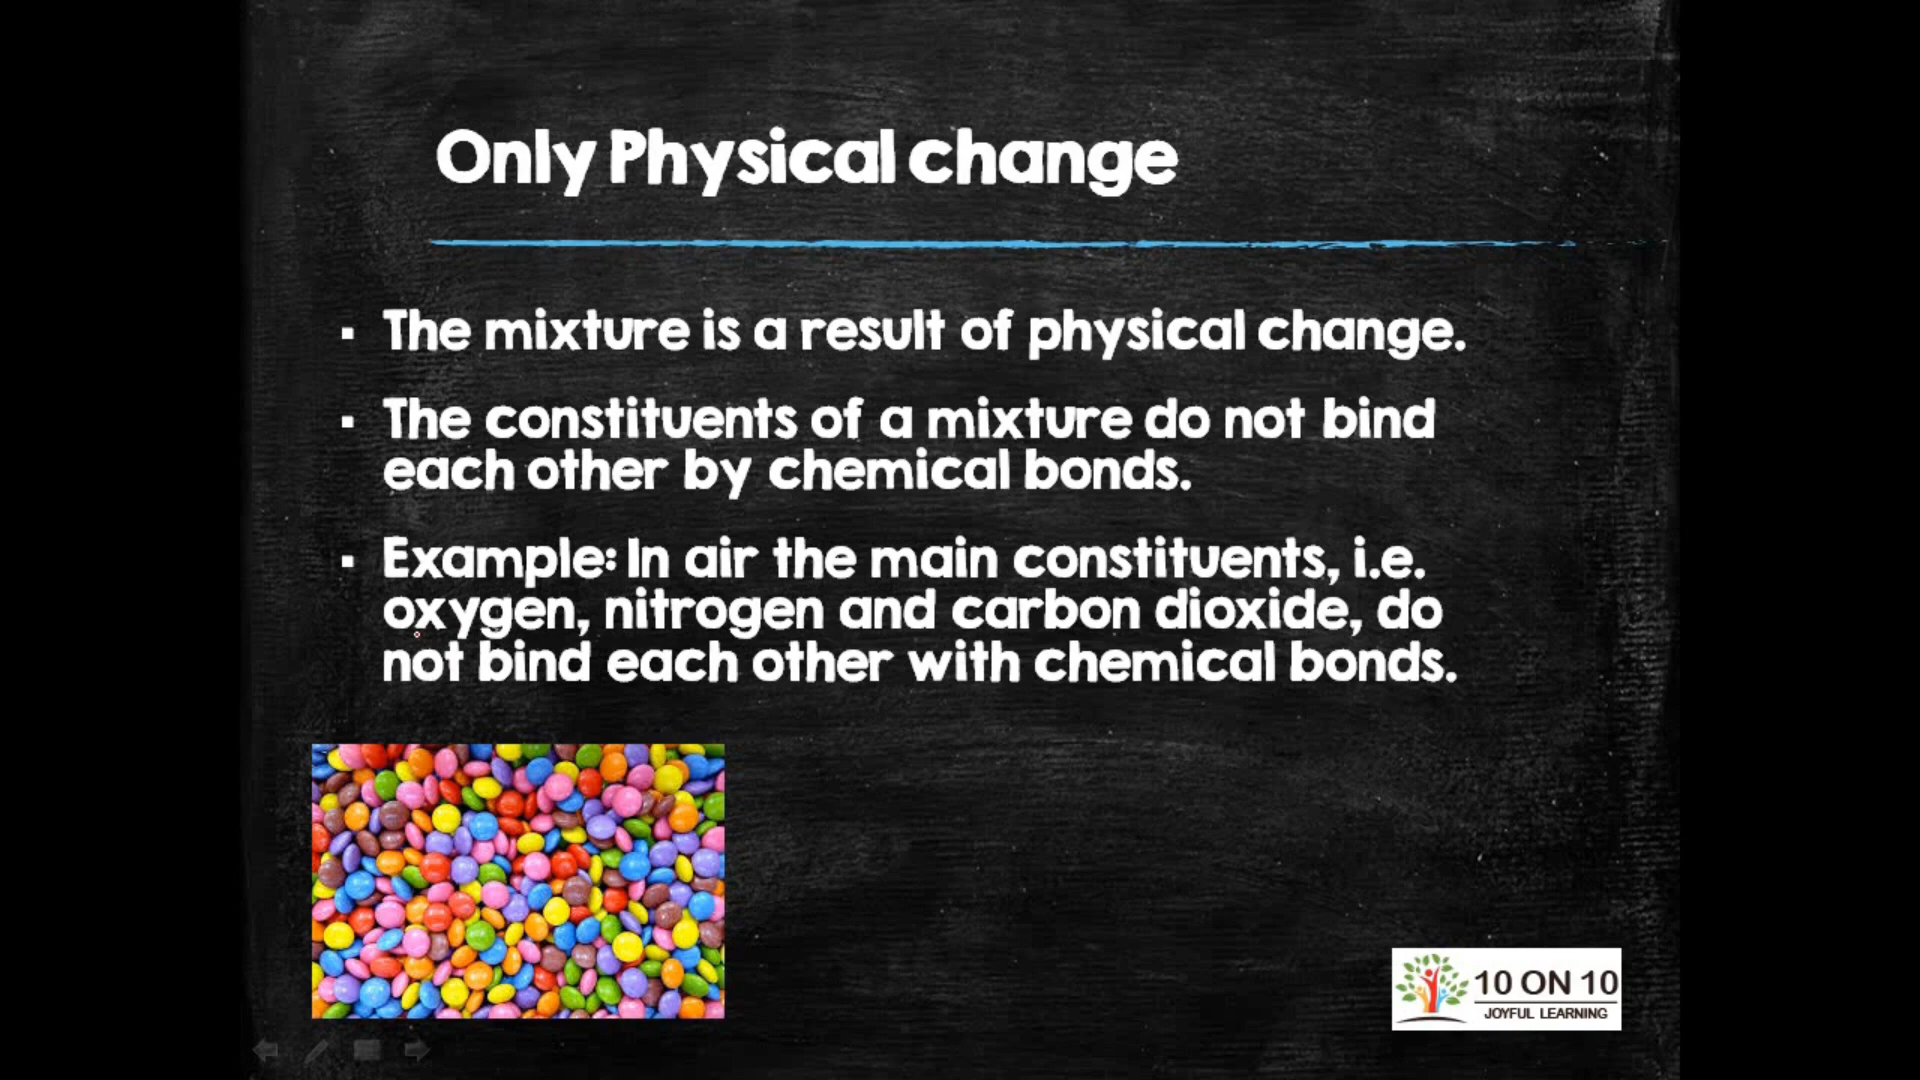 Only Physical change
▪ The mixture is a result of physical change.
▪ The constituents of a mixture do not bind
each other by chemical bonds.
▪ Example: In air the main constituents, i.e.
oxygen, nitrogen and carbon dioxide, do
not bind each other with chemical bonds.
10 ON 10
JOYFUL LEARNING